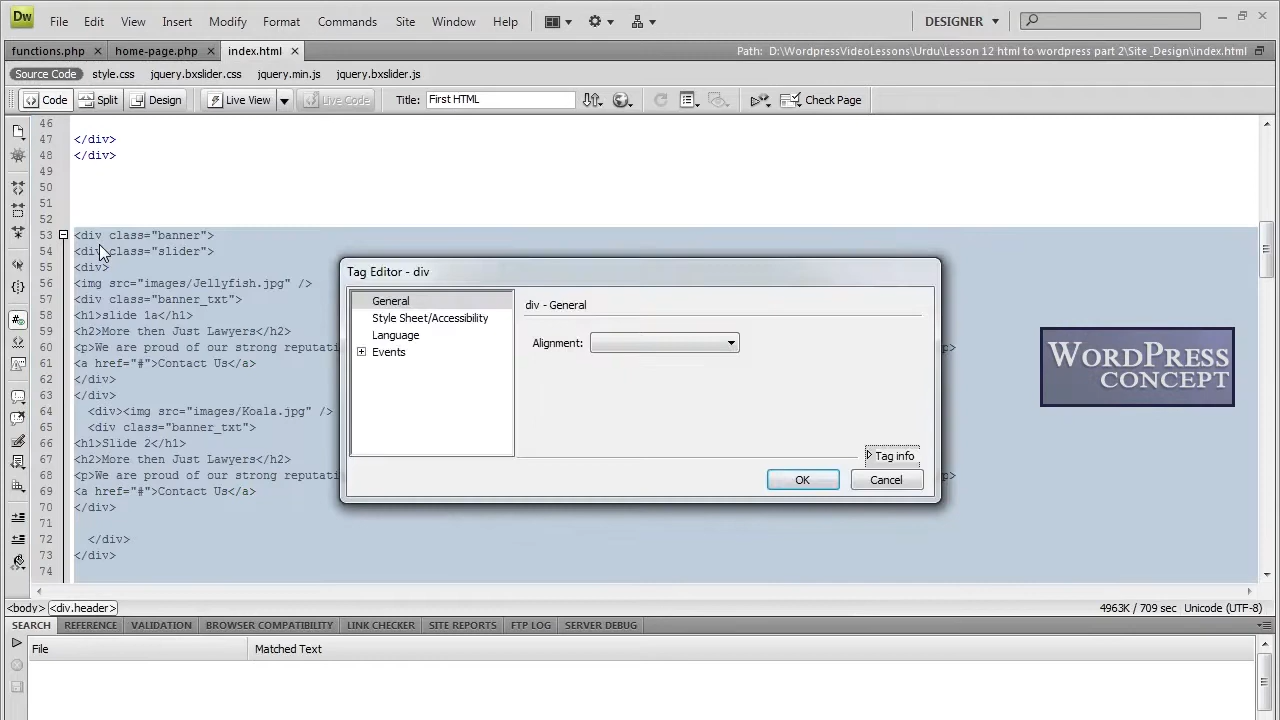 Dw File Edit View Insert Modify Format Commands Site Window Help DESIGNER
functions.php home-page.php index.html Path: D:\WordpressVideoLessons\Urdu\Lesson 12 html to wordpress part 2\Site _Design\index.html
Source Code style.css jquery.bxslider.css jquery.min.js jquery.bxslider.js
Code Split Design Live View Live Code Title: First HTML Check Page
46
47 </div>
48 </div>
49
50
51
52
53 <div class="banner">
54 <div class="slider">
55 <div>
56 <img src="images/Jellyfish.jpg" />
57 <div class="banner_txt">
58 <h1>slide 1a</h1>
59 <h2>More then Just Lawyers</h2>
60 <p>We are proud of our strong reputati p>
61 <a href="#">Contact Us</a>
62 </div>
63 </div>
64 <div><img src="images/Koala.jpg" />
65 <div class="banner_txt">
66 <h1>Slide 2</h1>
67 <h2>More then Just Lawyers</h2>
68 <p>We are proud of our strong reputati p>
69 <a href="#">Contact Us</a>
70 </div>
71
72 </div>
73 </div>
74
Tag Editor - div
General
Style Sheet/Accessibility
Language
Events
div - General
Alignment:
Tag info
OK Cancel
WORDPRESS
CONCEPT
<body> <div.header> 4963K / 709 sec Unicode (UTF-8)
SEARCH REFERENCE VALIDATION BROWSER COMPATIBILITY LINK CHECKER SITE REPORTS FTP LOG SERVER DEBUG
File Matched Text